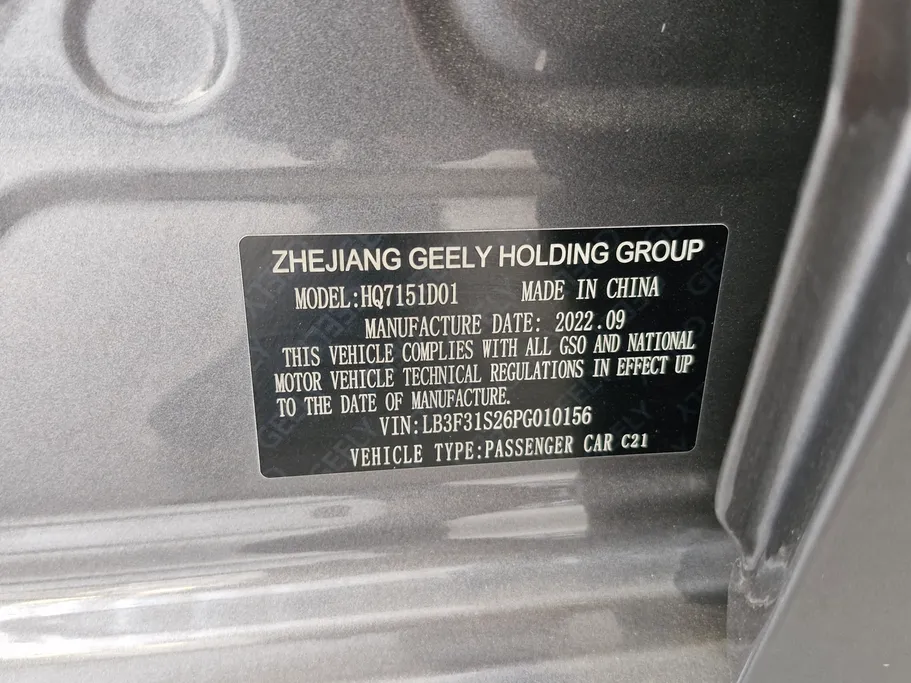 ZHEJIANG GEELY HOLDING GROUP
MODEL:HQ7151D01 MADE IN CHINA
MANUFACTURE DATE: 2022.09
THIS VEHICLE COMPLIES WITH ALL GSO AND NATIONAL
MOTOR VEHICLE TECHNICAL REGULATIONS IN EFFECT UP
TO THE DATE OF MANUFACTURE.
VIN:LB3F31S26PG010156
VEHICLE TYPE:PASSENGER CAR C21